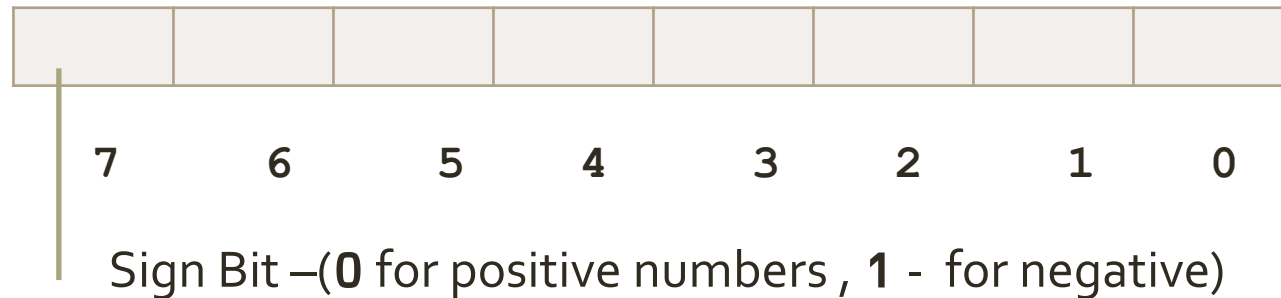 7 6 5 4 3 2 1 0
Sign Bit –(0 for positive numbers , 1 - for negative)